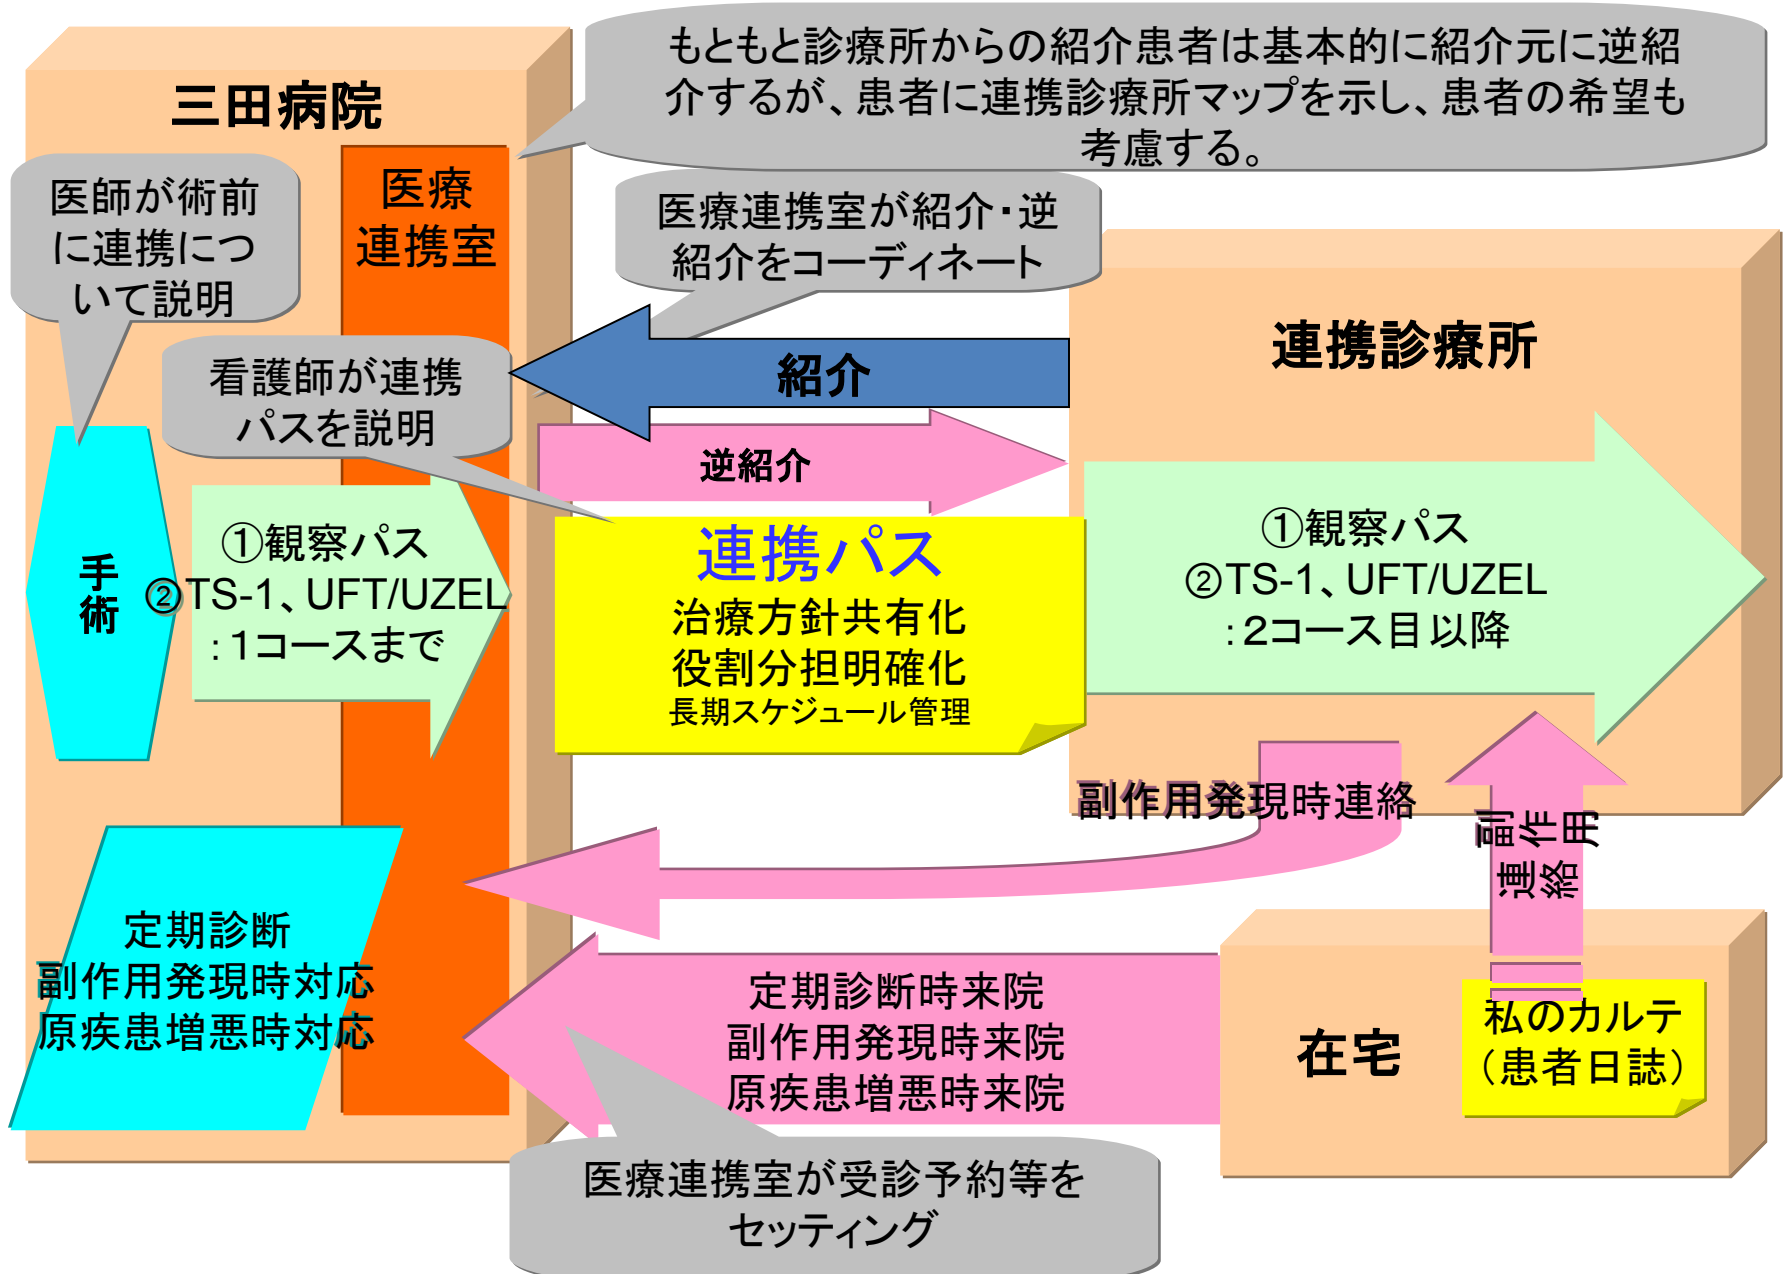 もともと診療所からの紹介患者は基本的に紹介元に逆紹
介するが、患者に連携診療所マップを示し、患者の希望も
考慮する。
三田病院
医療
連携室
医師が術前
に連携につ
いて説明
医療連携室が紹介・逆
紹介をコーディネート
看護師が連携
パスを説明
紹介
逆紹介
連携診療所
手術
①観察パス
②TS-1、UFT/UZEL
：1コースまで
連携パス
治療方針共有化
役割分担明確化
長期スケジュール管理
①観察パス
②TS-1、UFT/UZEL
：2コース目以降
副作用発現時連絡
副作用
連絡
定期診断
副作用発現時対応
原疾患増悪時対応
定期診断時来院
副作用発現時来院
原疾患増悪時来院
在宅
私のカルテ
（患者日誌）
医療連携室が受診予約等を
セッティング